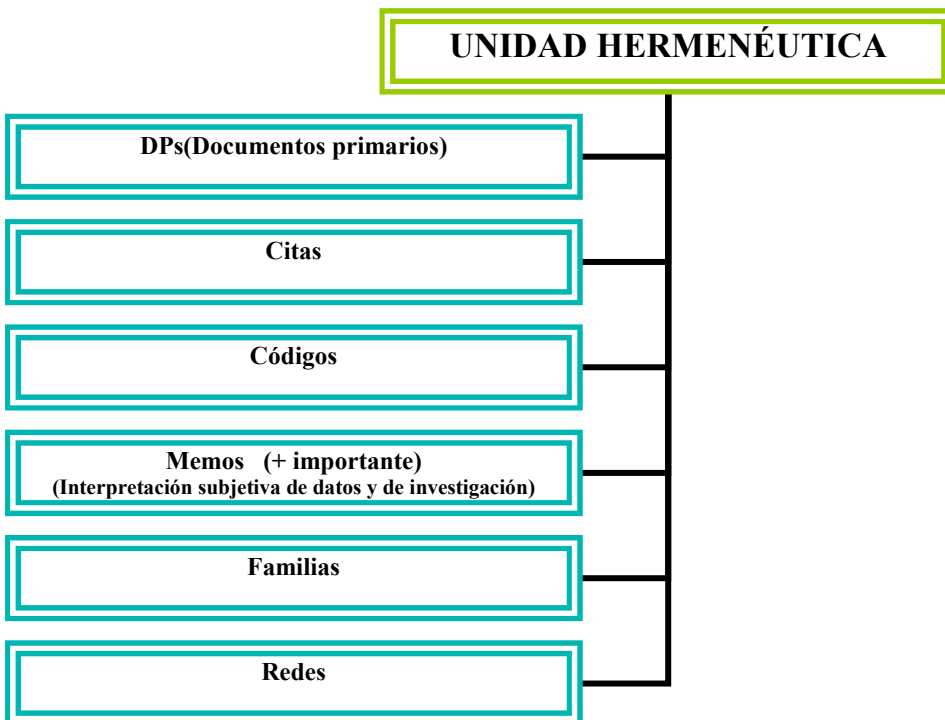 UNIDAD HERMENÉUTICA
DPs(Documentos primarios)
Citas
Códigos
Memos (+ importante)
(Interpretación subjetiva de datos y de investigación)
Familias
Redes